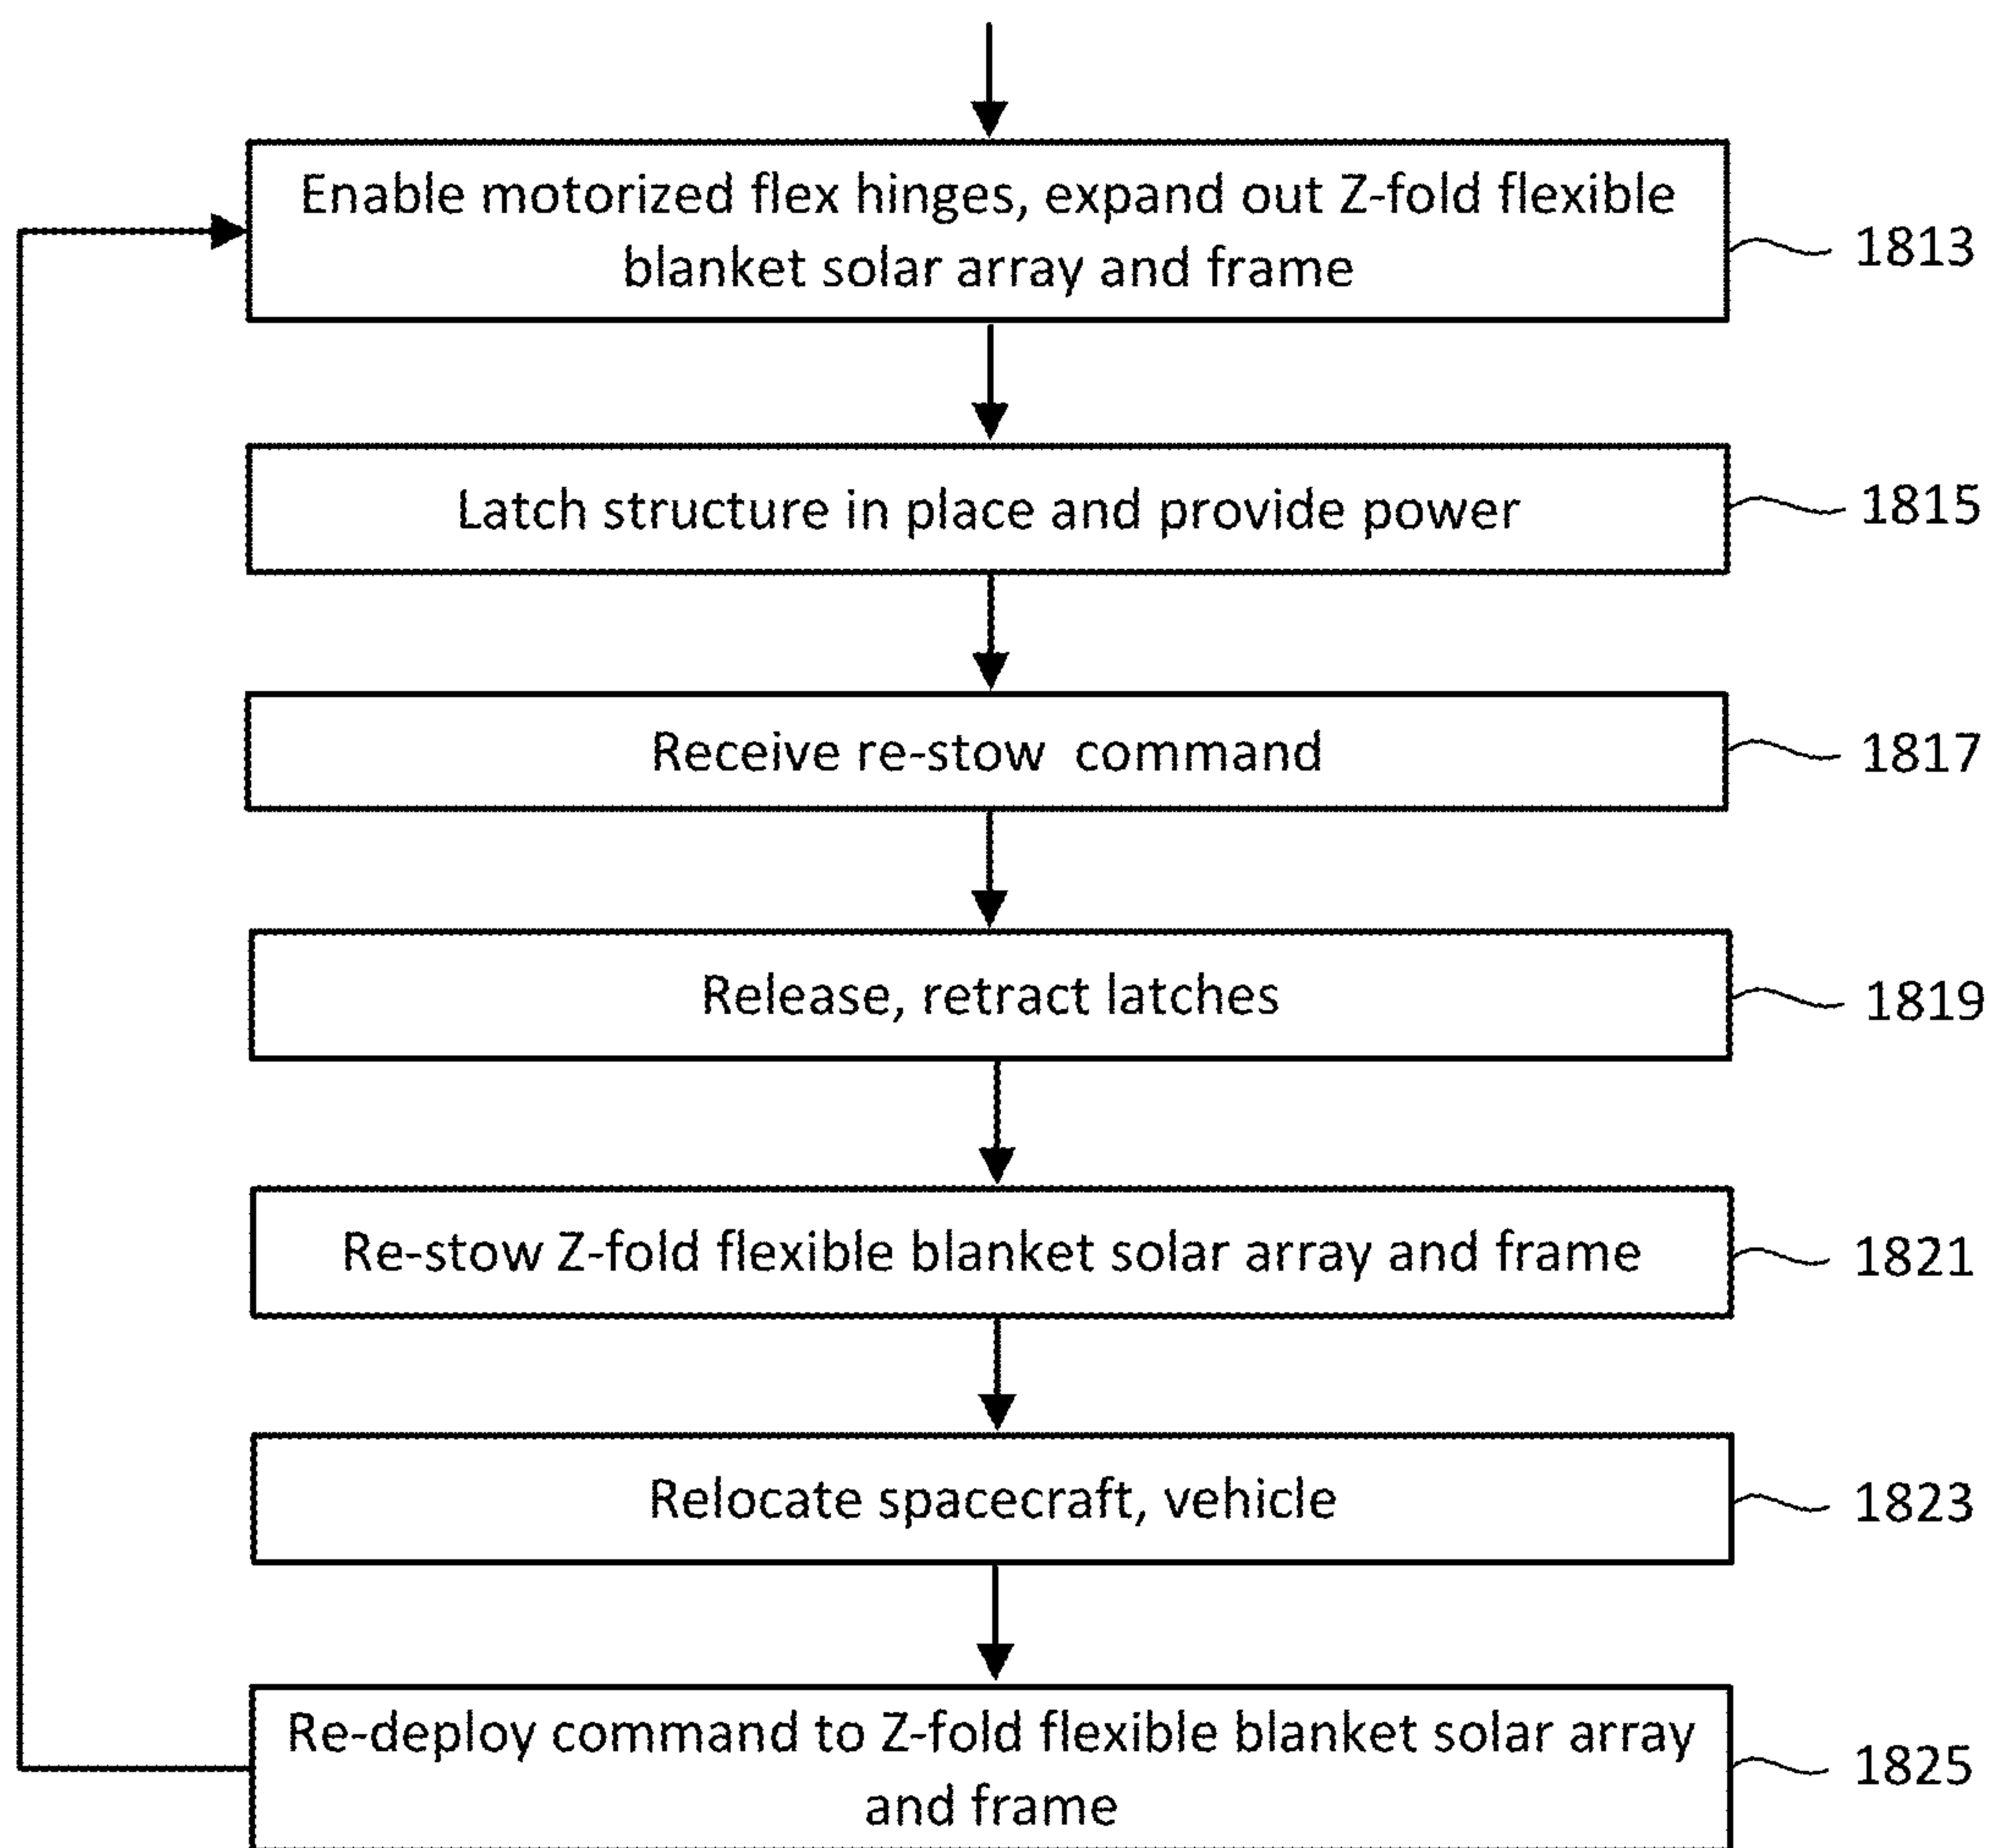 Enable motorized flex hinges, expand out Z-fold flexible
blanket solar array and frame
1813
Latch structure in place and provide power
1815
Receive re-stow command
1817
Release, retract latches
1819
Re-stow Z-fold flexible blanket solar array and frame
1821
Relocate spacecraft, vehicle
1823
Re-deploy command to Z-fold flexible blanket solar array
and frame
1825